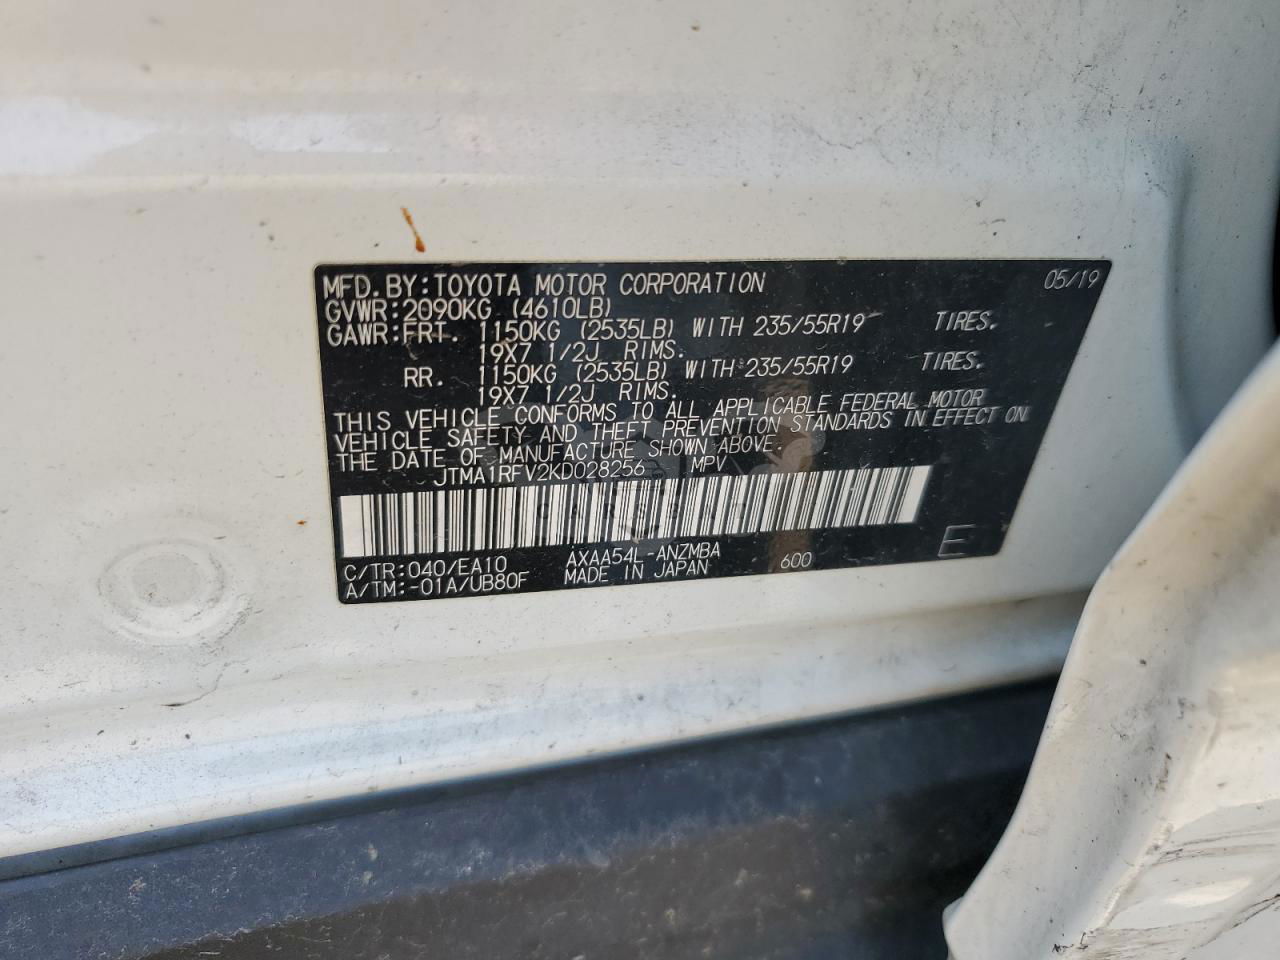 MFD.BY:TOYOTA MOTOR CORPORATION 05/19
GVWR:2090KG (4610LB)
GAWR:FRT. 1150KG (2535LB) WITH 235/55R19 TIRES.
19X7 1/2J RIMS.
RR. 1150KG (2535LB) WITH 235/55R19 TIRES.
19X7 1/2J RIMS.
THIS VEHICLE CONFORMS TO ALL APPLICABLE FEDERAL MOTOR
VEHICLE SAFETY AND THEFT PREVENTION STANDARDS IN EFFECT ON
THE DATE OF MANUFACTURE SHOWN ABOVE.
JTMA1RFV2KD028256 MPV
C/TR:040/EA10 AXAA54L-ANZMBA 600 E
A/TM:-01A/UB80F MADE IN JAPAN